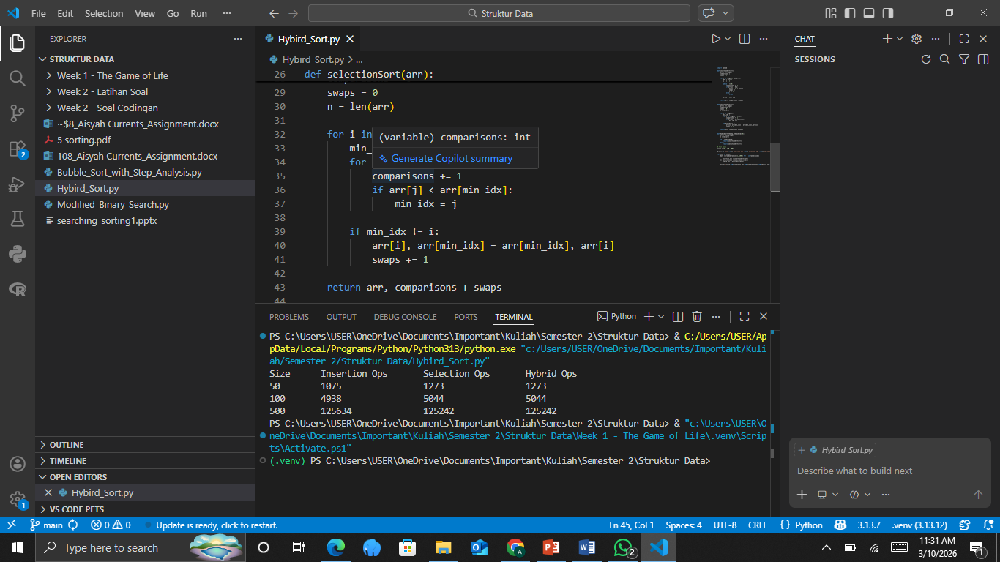 File Edit Selection View Go Run ···
Struktur Data
EXPLORER ···
STRUKTUR DATA
Week 1 - The Game of Life
Week 2 - Latihan Soal
Week 2 - Soal Codingan
~$8_Aisyah Currents_Assignment.docx
5 sorting.pdf
108_Aisyah Currents_Assignment.docx
Bubble_Sort_with_Step_Analysis.py
Hybird_Sort.py
Modified_Binary_Search.py
searching_sorting1.pptx
OUTLINE
TIMELINE
OPEN EDITORS
Hybird_Sort.py
VS CODE PETS
2
1
Hybird_Sort.py
Hybird_Sort.py > ...
26 def selectionSort(arr):
29 swaps = 0
30 n = len(arr)
31
32 for i in
(variable) comparisons: int
33 min_
Generate Copilot summary
34 for
35 comparisons += 1
36 if arr[j] < arr[min_idx]:
37 min_idx = j
38
39 if min_idx != i:
40 arr[i], arr[min_idx] = arr[min_idx], arr[i]
41 swaps += 1
42
43 return arr, comparisons + swaps
44
PROBLEMS OUTPUT DEBUG CONSOLE PORTS TERMINAL Python ···
PS C:\Users\USER\OneDrive\Documents\Important\Kuliah\Semester 2\Struktur Data> & C:/Users/USER/Ap
pData/Local/Programs/Python/Python313/python.exe "c:/Users/USER/OneDrive/Documents/Important/Kuli
ah/Semester 2/Struktur Data/Hybird_Sort.py"
Size Insertion Ops Selection Ops Hybrid Ops
50 1075 1273 1273
100 4938 5044 5044
500 125634 125242 125242
PS C:\Users\USER\OneDrive\Documents\Important\Kuliah\Semester 2\Struktur Data> & "c:\Users\USER\O
neDrive\Documents\Important\Kuliah\Semester 2\Struktur Data\Week 1 - The Game of Life\.venv\Scrip
ts\Activate.ps1"
(.venv) PS C:\Users\USER\OneDrive\Documents\Important\Kuliah\Semester 2\Struktur Data>
CHAT
SESSIONS
Hybird_Sort.py
Describe what to build next
main 0 0 Update is ready, click to restart. Ln 45, Col 1 Spaces: 4 UTF-8 CRLF { } Python 3.13.7 .venv (3.13.12)
Type here to search
2
11:31 AM
3/10/2026
1